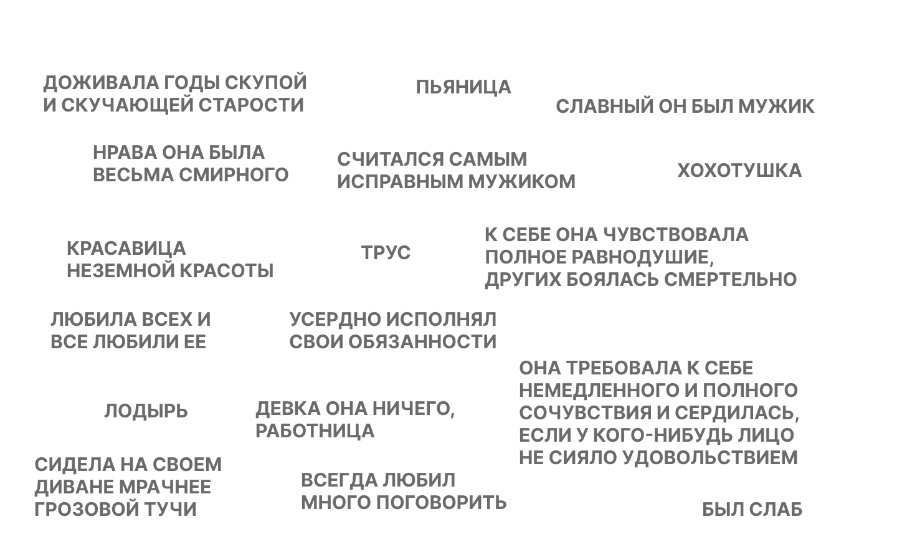 ДОЖИВАЛА ГОДЫ СКУПОЙ
И СКУЧАЮЩЕЙ СТАРОСТИ
ПЬЯНИЦА
СЛАВНЫЙ ОН БЫЛ МУЖИК
НРАВА ОНА БЫЛА
ВЕСЬМА СМИРНОГО
СЧИТАЛСЯ САМЫМ
ИСПРАВНЫМ МУЖИКОМ
ХОХОТУШКА
КРАСАВИЦА
НЕЗЕМНОЙ КРАСОТЫ
ТРУС
К СЕБЕ ОНА ЧУВСТВОВАЛА
ПОЛНОЕ РАВНОДУШИЕ,
ДРУГИХ БОЯЛАСЬ СМЕРТЕЛЬНО
ЛЮБИЛА ВСЕХ И
ВСЕ ЛЮБИЛИ ЕЕ
УСЕРДНО ИСПОЛНЯЛ
СВОИ ОБЯЗАННОСТИ
ОНА ТРЕБОВАЛА К СЕБЕ
НЕМЕДЛЕННОГО И ПОЛНОГО
СОЧУВСТВИЯ И СЕРДИЛАСЬ,
ЕСЛИ У КОГО-НИБУДЬ ЛИЦО
НЕ СИЯЛО УДОВОЛЬСТВИЕМ
ЛОДЫРЬ
ДЕВКА ОНА НИЧЕГО,
РАБОТНИЦА
СИДЕЛА НА СВОЕМ
ДИВАНЕ МРАЧНЕЕ
ГРОЗОВОЙ ТУЧИ
ВСЕГДА ЛЮБИЛ
МНОГО ПОГОВОРИТЬ
БЫЛ СЛАБ